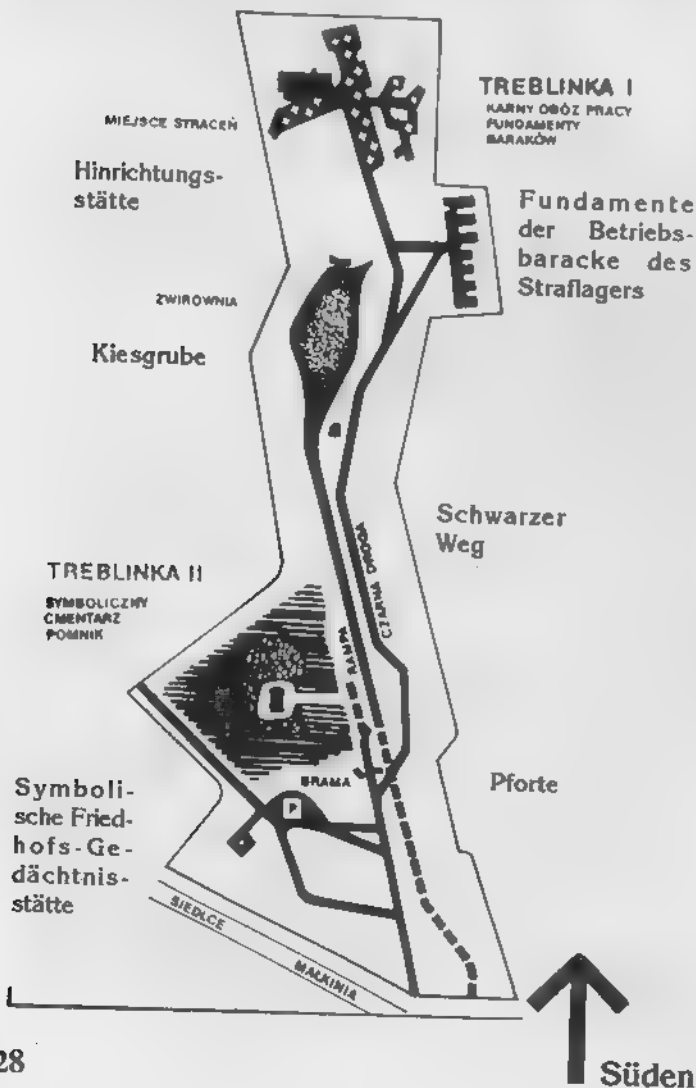 TREBLINKA I
KARNY OBÓZ PRACY
FUNDAMENTY
BARAKÓW
MIEJSCE STRACEŃ
Hinrichtungs-
stätte
Fundamente
der Betriebs-
baracke des
Straflagers
ŻWIROWNIA
Kiesgrube
Schwarzer
Weg
CZARNA DROGA
RAMPA
TREBLINKA II
SYMBOLICZNY
CMENTARZ
POMNIK
BRAMA
P
Pforte
Symboli-
sche Fried-
hofs-Ge-
dächtnis-
stätte
SIEDLCE
MAŁKINIA
28
Süden